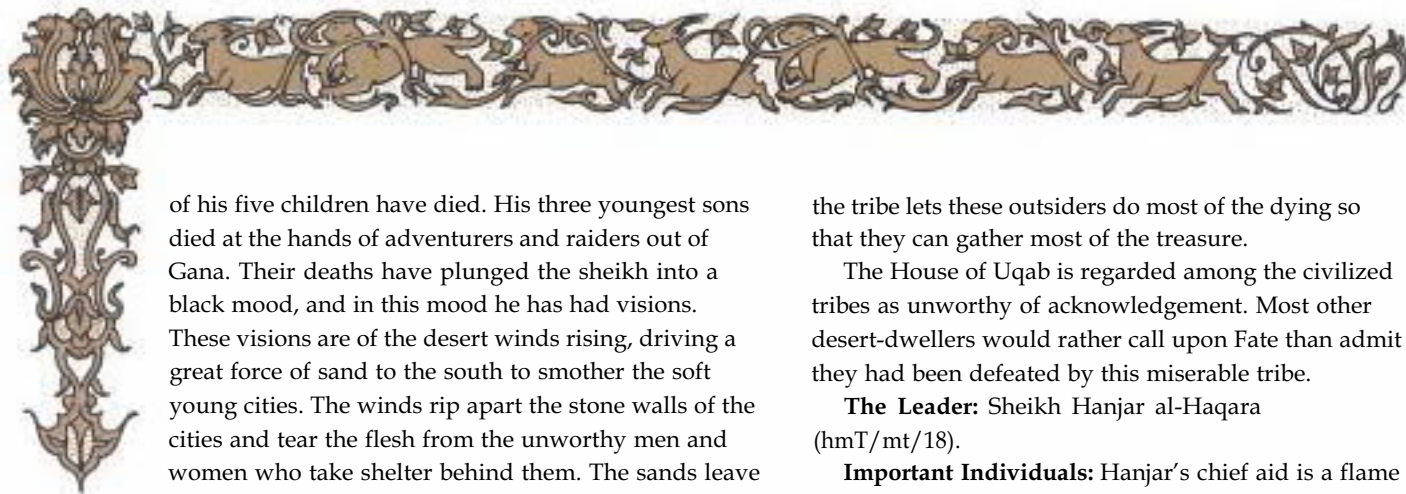 of his five children have died. His three youngest sons
died at the hands of adventurers and raiders out of
Gana. Their deaths have plunged the sheikh into a
black mood, and in this mood he has had visions.
These visions are of the desert winds rising, driving a
great force of sand to the south to smother the soft
young cities. The winds rip apart the stone walls of the
cities and tear the flesh from the unworthy men and
women who take shelter behind them. The sands leave
the tribe lets these outsiders do most of the dying so
that they can gather most of the treasure.
The House of Uqab is regarded among the civilized
tribes as unworthy of acknowledgement. Most other
desert-dwellers would rather call upon Fate than admit
they had been defeated by this miserable tribe.
The Leader: Sheikh Hanjar al-Haqara
(hmT/mt/18).
Important Individuals: Hanjar’s chief aid is a flame